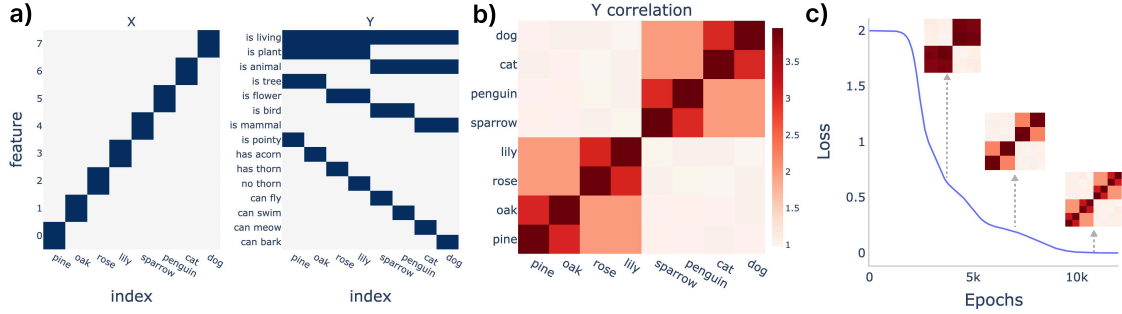 a)
X
feature
7
6
5
4
3
2
1
0
pine
oak
rose
lily
sparrow
penguin
cat
dog
index
Y
is living
is plant
is animal
is tree
is flower
is bird
is mammal
is pointy
has acorn
has thorn
no thorn
can fly
can swim
can meow
can bark
pine
oak
rose
lily
sparrow
penguin
cat
dog
index
b)
Y correlation
dog
cat
penguin
sparrow
lily
rose
oak
pine
pine
oak
rose
lily
sparrow
penguin
cat
dog
3.5
3
2.5
2
1.5
1
c)
Loss
2
1.5
1
0.5
0
0
5k
10k
Epochs